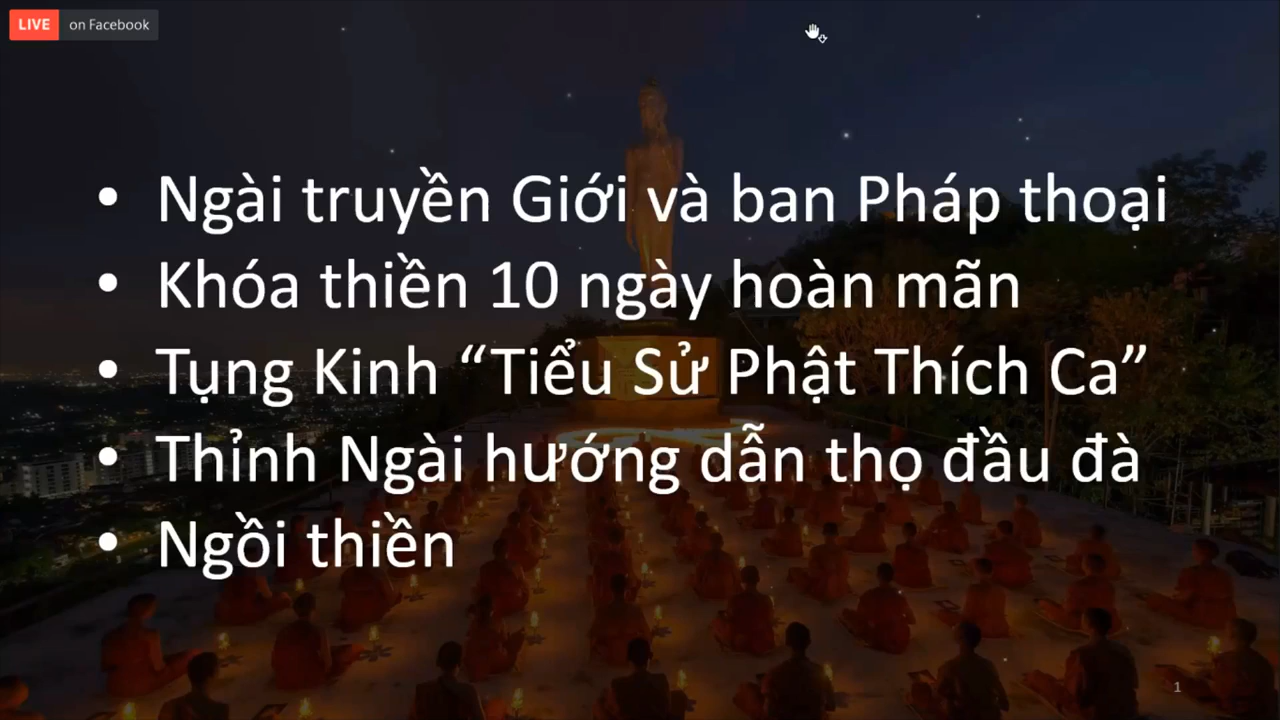 LIVE on Facebook
• Ngài truyền Giới và ban Pháp thoại
• Khóa thiền 10 ngày hoàn mãn
• Tụng Kinh “Tiểu Sử Phật Thích Ca”
• Thỉnh Ngài hướng dẫn thọ đầu đà
• Ngồi thiền
1